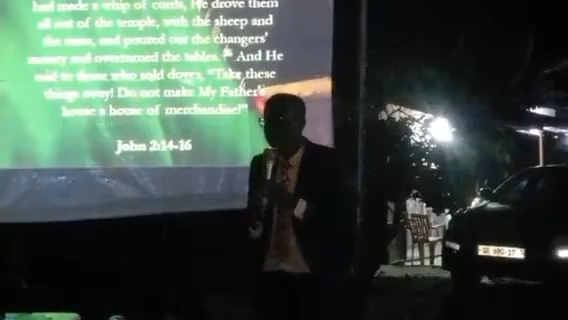 had made a whip of cords, He drove them
all out of the temple, with the sheep and
the oxen, and poured out the changers'
money and overturned the tables. And He
said to those who sold doves, "Take these
things away! Do not make My Father's
house a house of merchandise!"
John 2:14-16